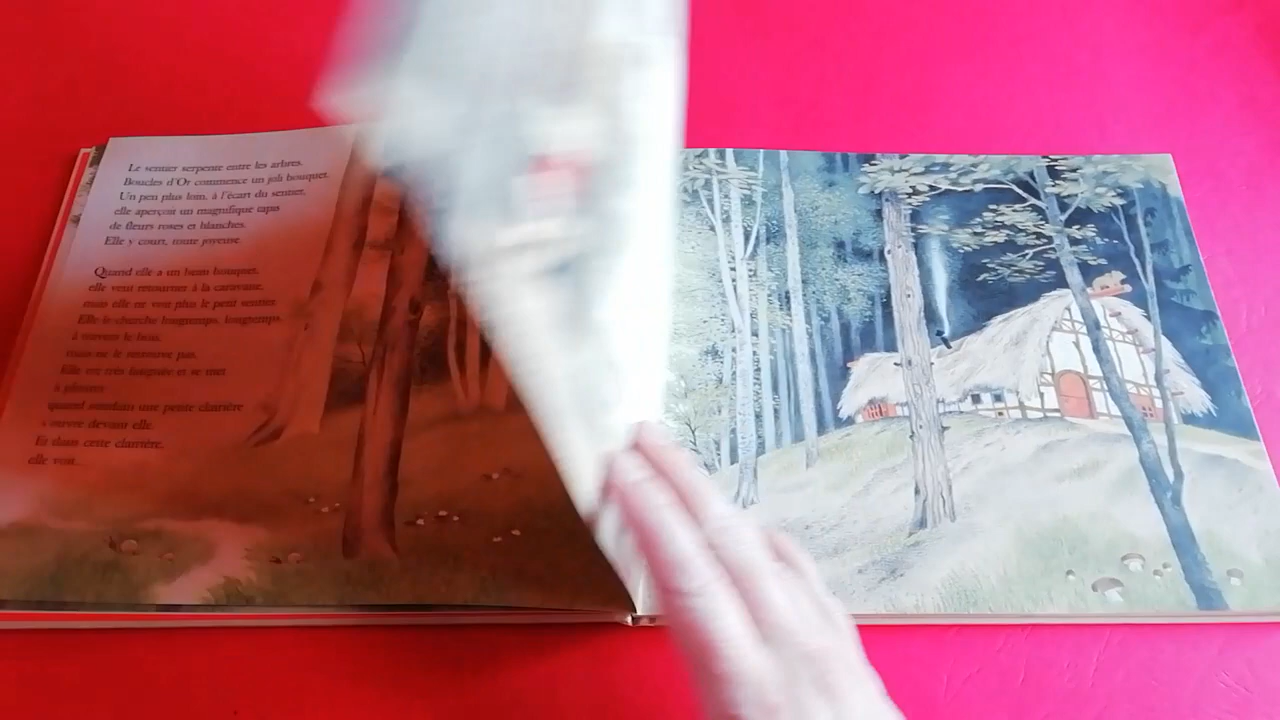 Le sentier serpente entre les arbres.
Boucles d'Or commence un joli bouquet.
Un peu plus loin, à l'écart du sentier,
elle aperçoit un magnifique tapis
de fleurs roses et blanches.
Elle y court, toute joyeuse.
Quand elle a un beau bouquet,
elle veut retourner à la caravane,
mais elle ne voit plus le petit sentier.
Elle le cherche longtemps, longtemps,
à travers le bois,
mais ne le retrouve pas.
Elle est très fatiguée et se met
à pleurer,
quand soudain une petite clairière
s'ouvre devant elle.
Et dans cette clairière,
elle voit...